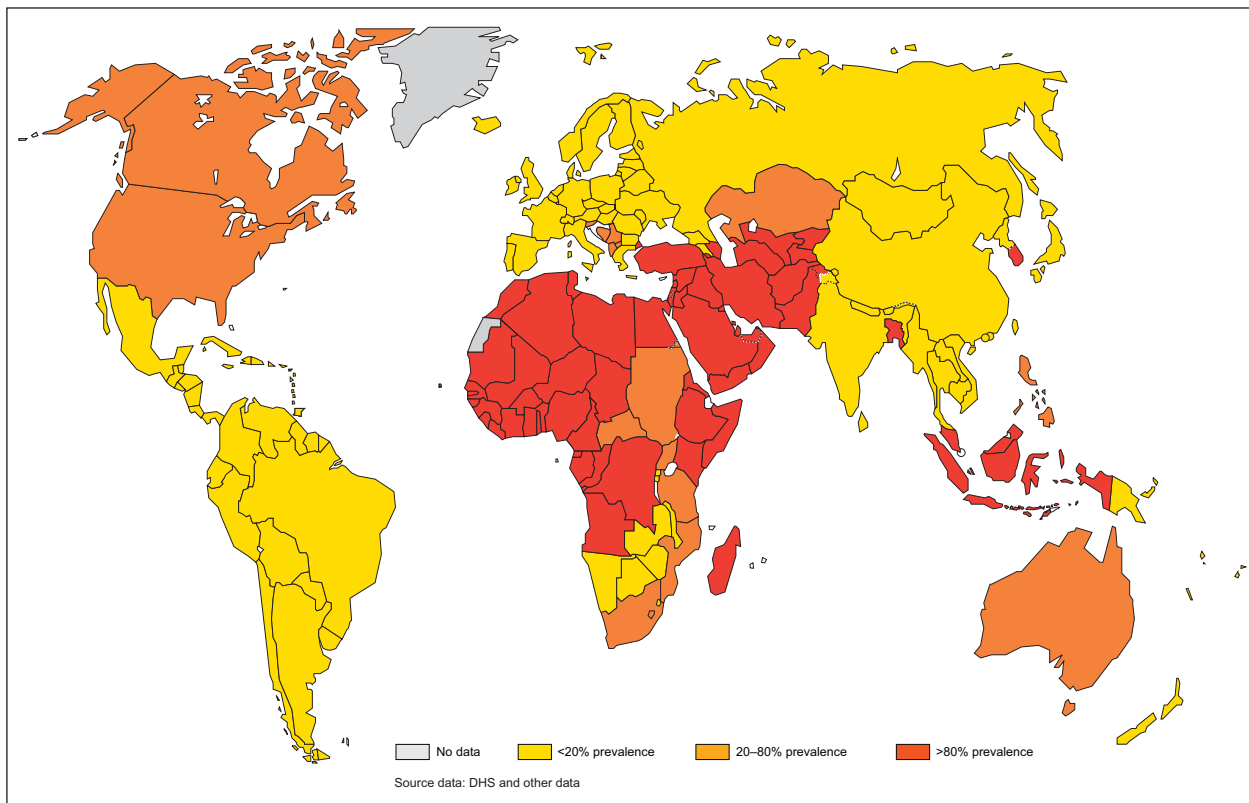 No data
<20% prevalence
20–80% prevalence
>80% prevalence
Source data: DHS and other data